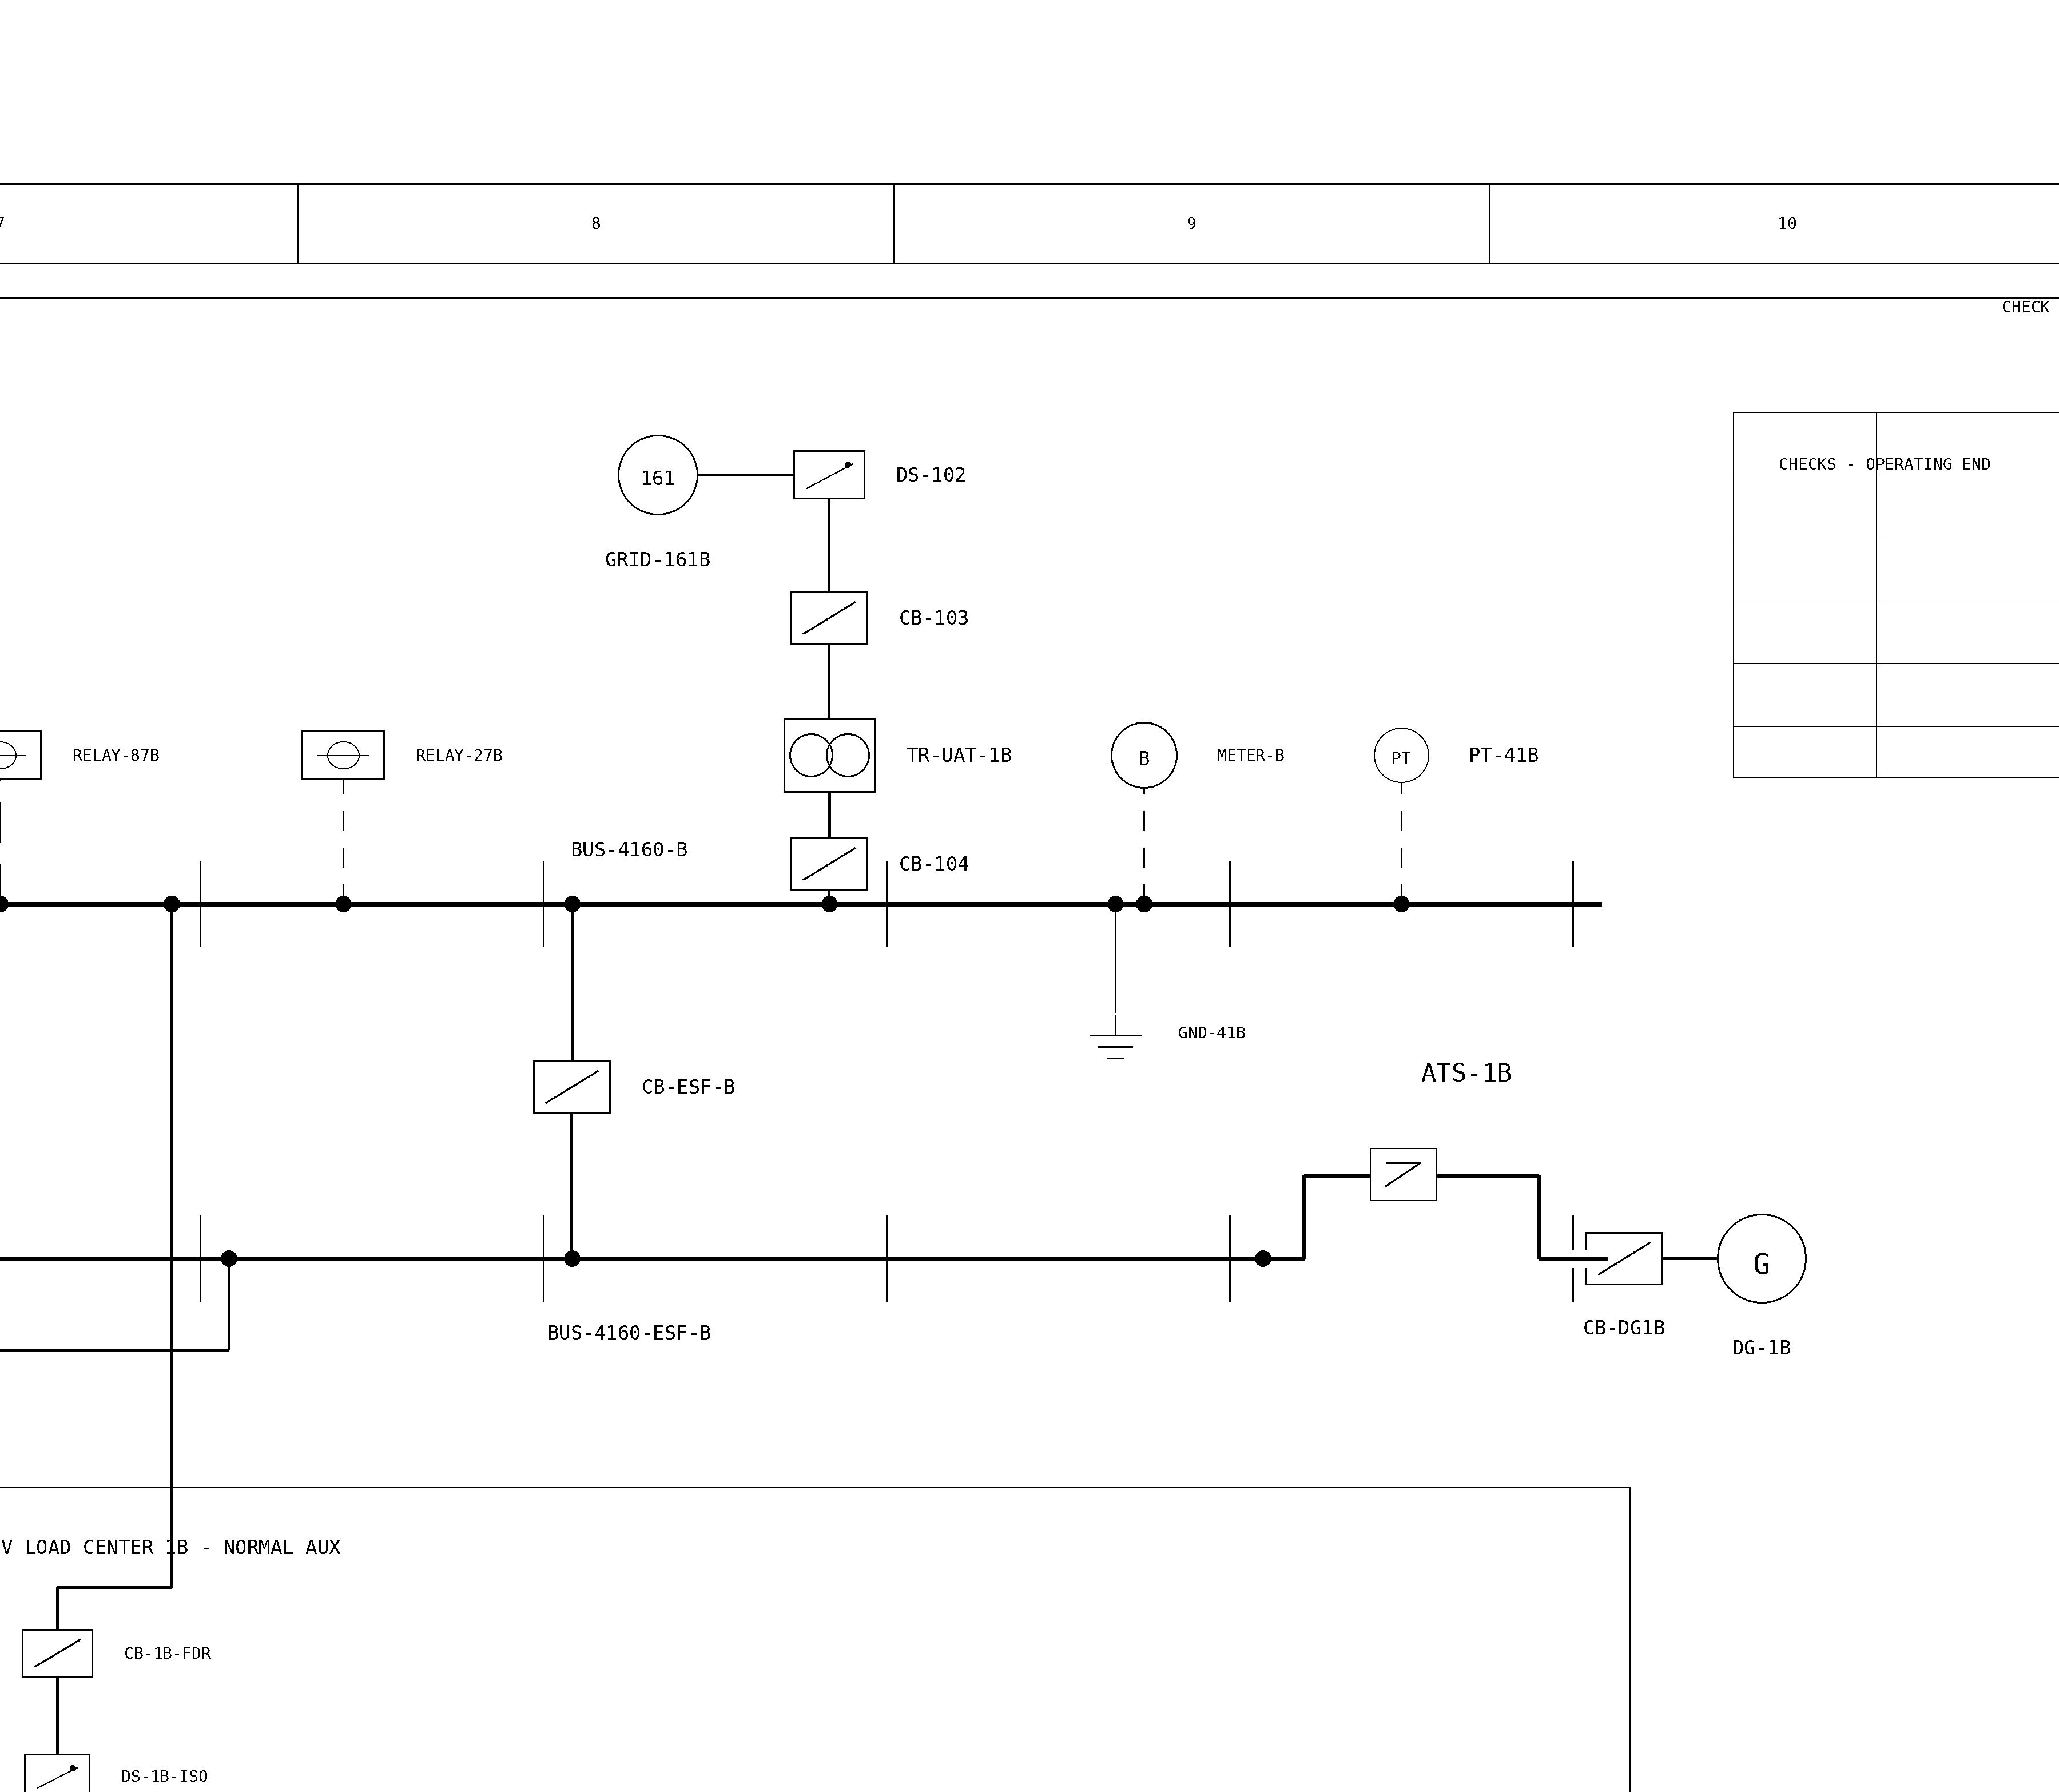 7
8
9
10
CHECK
CHECKS - OPERATING END
161
DS-102
GRID-161B
CB-103
RELAY-87B
RELAY-27B
TR-UAT-1B
B
METER-B
PT
PT-41B
BUS-4160-B
CB-104
GND-41B
ATS-1B
CB-ESF-B
G
BUS-4160-ESF-B
CB-DG1B
DG-1B
V LOAD CENTER 1B - NORMAL AUX
CB-1B-FDR
DS-1B-ISO